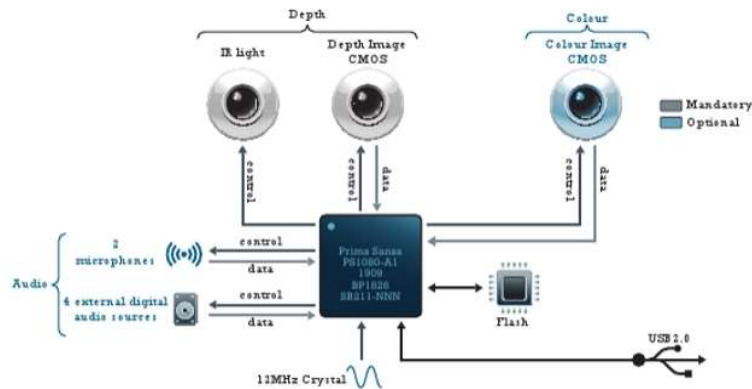 Depth
Colour
IR light
Depth Image
CMOS
Colour Image
CMOS
Mandatory
Optional
control
control
data
control
data
2
microphones
control
data
Audio
4 external digital
audio sources
control
data
Prime Sense
PS1080-A1
1909
BP1826
SR211-NNN
Flash
USB 2.0
12MHz Crystal